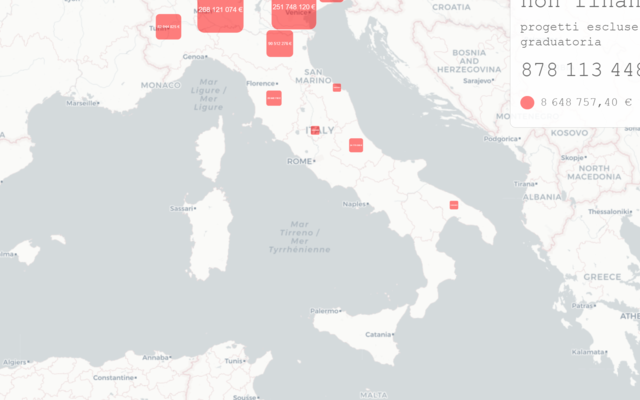 268 121 074 €
251 748 120 €
non finan
progetti escluse
graduatoria
878 113 448
8 648 757,40 €
CROATIA
BOSNIA
AND
HERZEGOVINA
Sarajevo
Genoa
MONACO
Marseille
Mar
Ligure /
Mer
Ligure
Florence
SAN
MARINO
ITALY
ROME
Podgorica
KOSOVO
Skopje
NORTH
MACEDONIA
Tirana
ALBANIA
Thessaloniki
Naples
Sassari
Mar
Tirreno /
Mer
Tyrrhénienne
GREECE
Patras
ATHE
Kalamata
Palermo
Catania
Algiers
Annaba
Tunis
Constantine
Sousse
MALTA